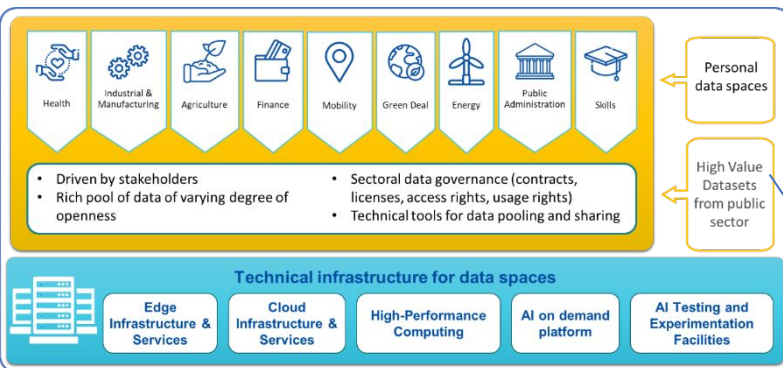 Health
Industrial &
Manufacturing
Agriculture
Finance
Mobility
Green Deal
Energy
Public
Administration
Skills
Personal
data spaces
• Driven by stakeholders
• Rich pool of data of varying degree of
openness
• Sectoral data governance (contracts,
licenses, access rights, usage rights)
• Technical tools for data pooling and sharing
High Value
Datasets
from public
sector
Technical infrastructure for data spaces
Edge
Infrastructure &
Services
Cloud
Infrastructure &
Services
High-Performance
Computing
AI on demand
platform
AI Testing and
Experimentation
Facilities